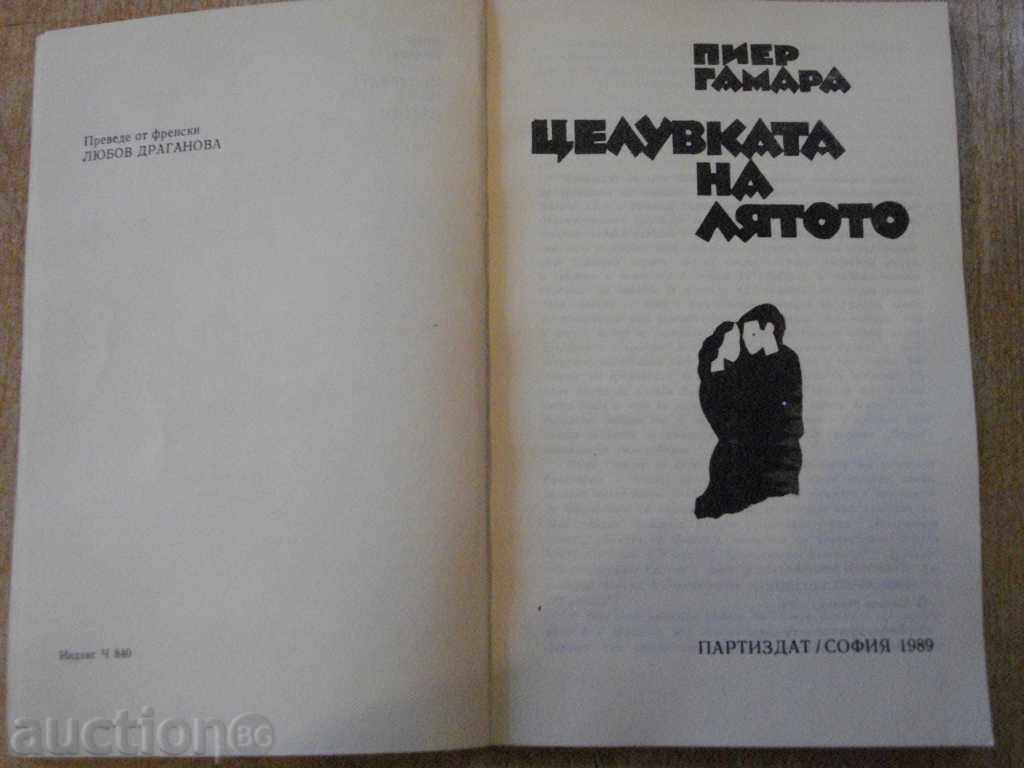 Преведе от френски
ЛЮБОВ ДРАГАНОВА
Индекс Ч 840
ПИЕР
ГАМАРА
ЦЕЛУВКАТА
НА
ЛЯТОТО
ПАРТИЗДАТ / СОФИЯ 1989
auction BG